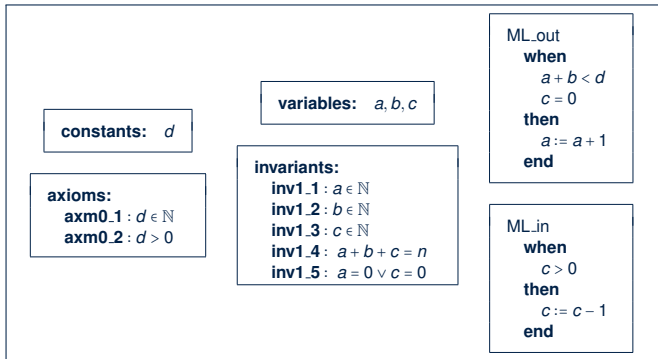 constants: d
axioms:
axm0_1 : d ∈ ℕ
axm0_2 : d > 0
variables: a, b, c
invariants:
inv1_1 : a ∈ ℕ
inv1_2 : b ∈ ℕ
inv1_3 : c ∈ ℕ
inv1_4 : a + b + c = n
inv1_5 : a = 0 ∨ c = 0
ML_out
when
a + b < d
c = 0
then
a := a + 1
end
ML_in
when
c > 0
then
c := c − 1
end